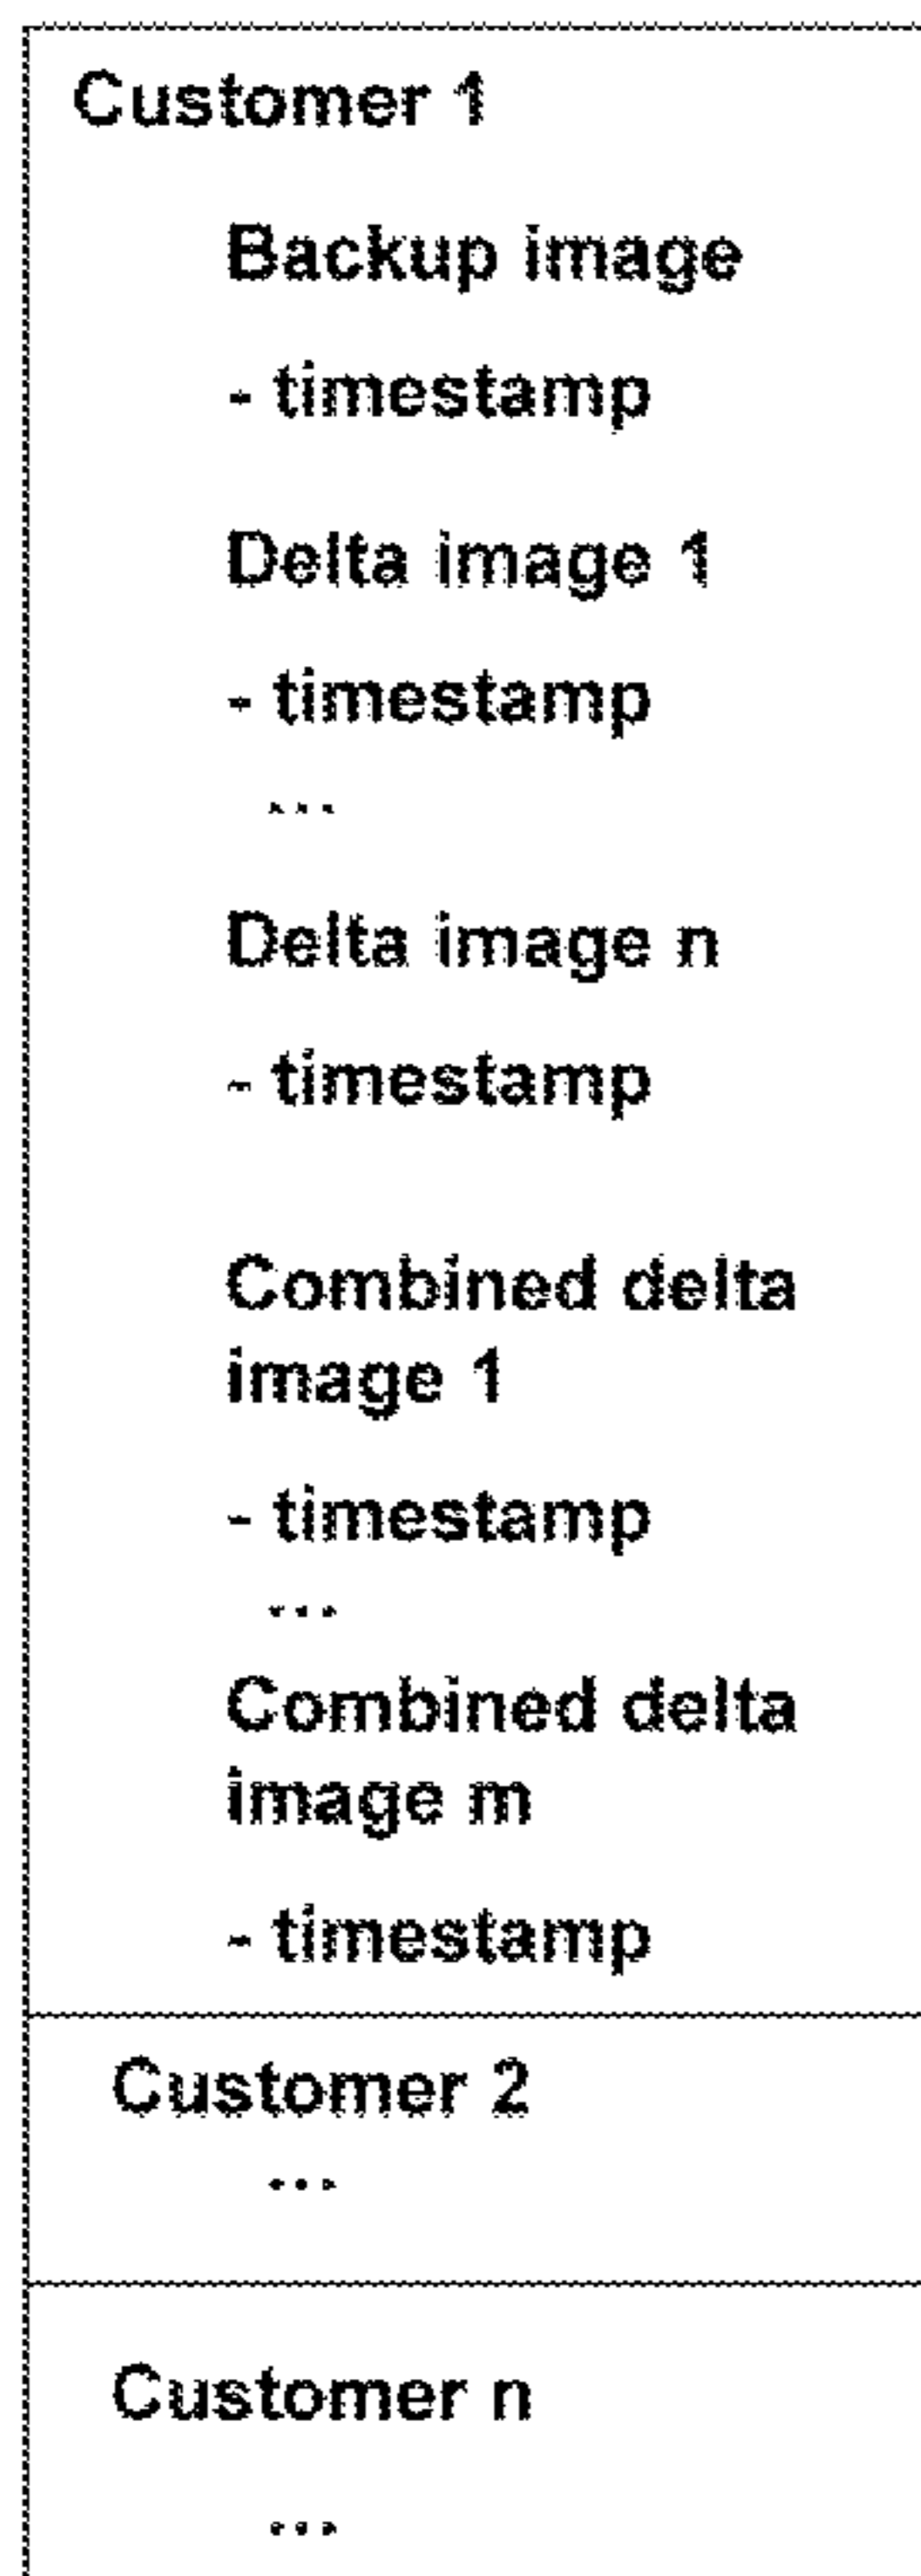 Customer 1
Backup image
- timestamp
Delta image 1
- timestamp
...
Delta image n
- timestamp
Combined delta
image 1
- timestamp
...
Combined delta
image m
- timestamp
Customer 2
...
Customer n
...